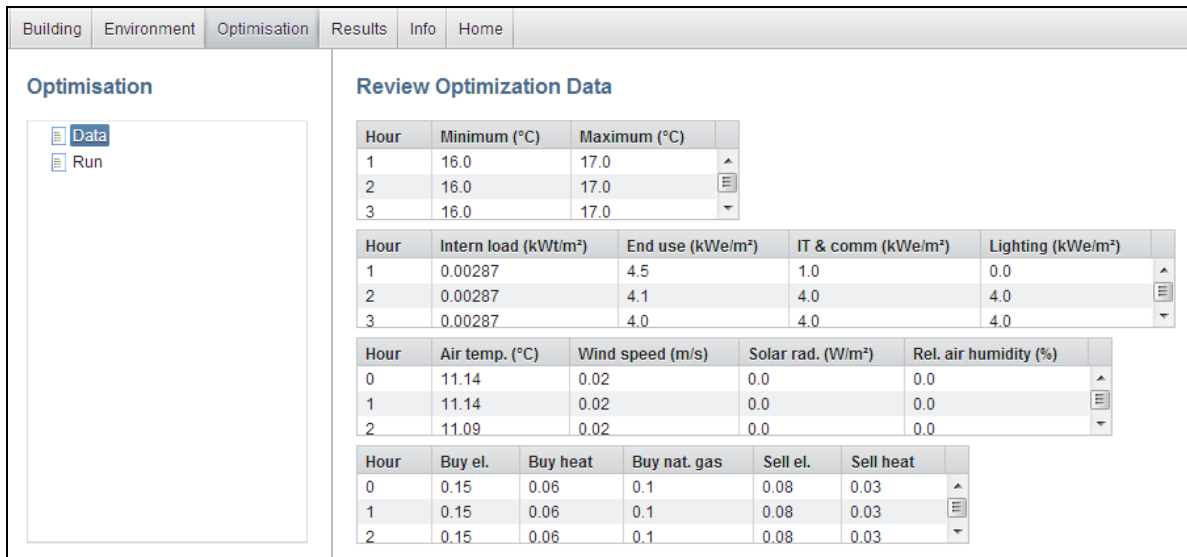 Building Environment Optimisation Results Info Home
Optimisation
Data
Run
Review Optimization Data
Hour Minimum (°C) Maximum (°C)
1 16.0 17.0
2 16.0 17.0
3 16.0 17.0
Hour Intern load (kWt/m²) End use (kWe/m²) IT & comm (kWe/m²) Lighting (kWe/m²)
1 0.00287 4.5 1.0 0.0
2 0.00287 4.1 4.0 4.0
3 0.00287 4.0 4.0 4.0
Hour Air temp. (°C) Wind speed (m/s) Solar rad. (W/m²) Rel. air humidity (%)
0 11.14 0.02 0.0 0.0
1 11.14 0.02 0.0 0.0
2 11.09 0.02 0.0 0.0
Hour Buy el. Buy heat Buy nat. gas Sell el. Sell heat
0 0.15 0.06 0.1 0.08 0.03
1 0.15 0.06 0.1 0.08 0.03
2 0.15 0.06 0.1 0.08 0.03